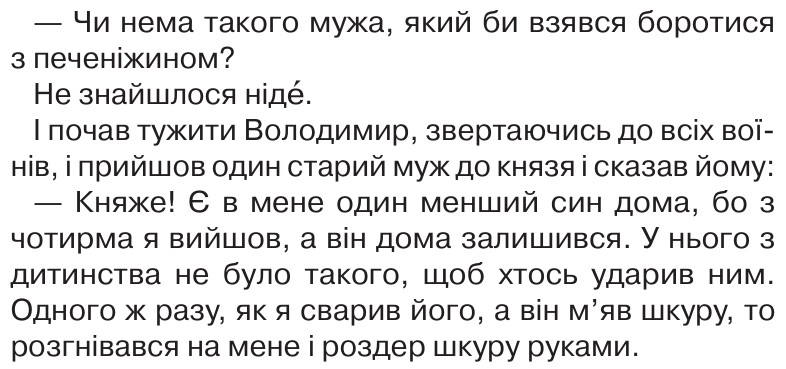 — Чи нема такого мужа, який би взявся боротися
з печеніжином?
Не знайшлося нідé.
І почав тужити Володимир, звертаючись до всіх вої-
нів, і прийшов один старий муж до князя і сказав йому:
— Княже! Є в мене один менший син дома, бо з
чотирма я вийшов, а він дома залишився. У нього з
дитинства не було такого, щоб хтось ударив ним.
Одного ж разу, як я сварив його, а він м’яв шкуру, то
розгнівався на мене і роздер шкуру руками.